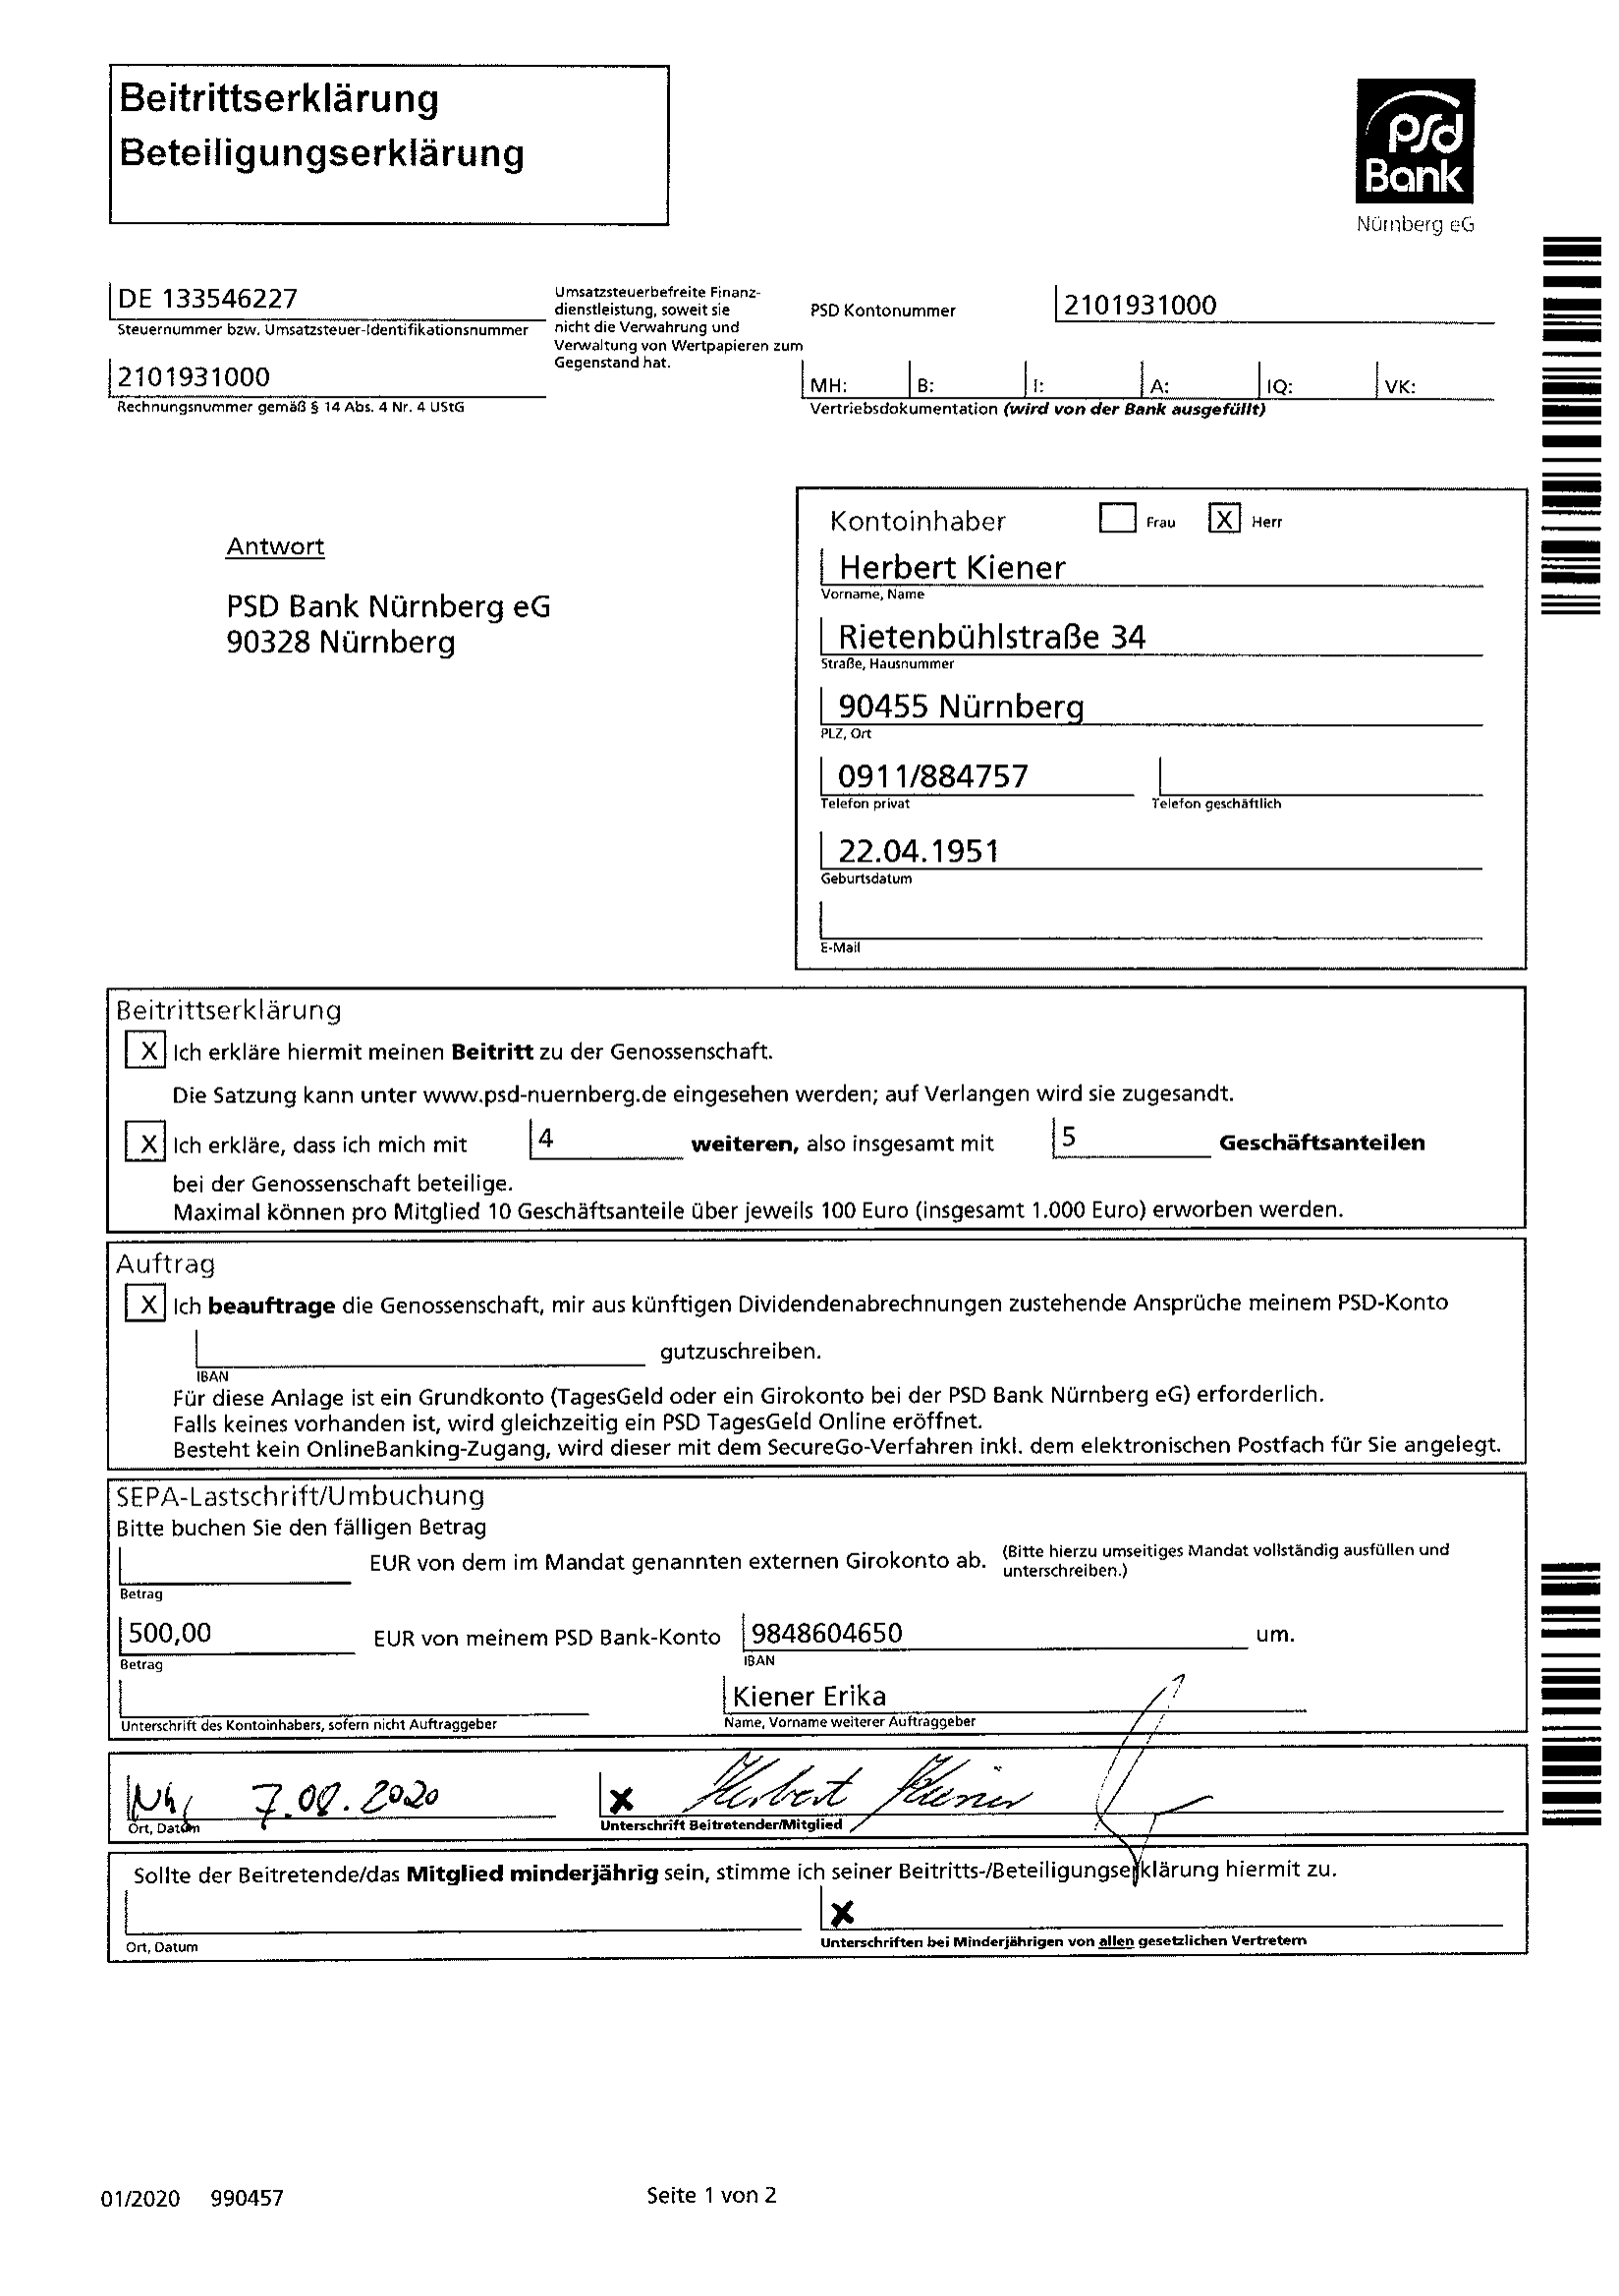 Beitrittserklärung
Beteiligungserklärung
psd
Bank
Nürnberg eG
DE 133546227
Steuernummer bzw. Umsatzsteuer-Identifikationsnummer
2101931000
Rechnungsnummer gemäß § 14 Abs. 4 Nr. 4 UStG
Umsatzsteuerbefreite Finanz-
dienstleistung, soweit sie
nicht die Verwahrung und
Verwaltung von Wertpapieren zum
Gegenstand hat.
PSD Kontonummer 2101931000
MH: B: I: A: IQ: VK:
Vertriebsdokumentation (wird von der Bank ausgefüllt)
Antwort
PSD Bank Nürnberg eG
90328 Nürnberg
Kontoinhaber Frau X Herr
Herbert Kiener
Vorname, Name
Rietenbühlstraße 34
Straße, Hausnummer
90455 Nürnberg
PLZ, Ort
0911/884757
Telefon privat Telefon geschäftlich
22.04.1951
Geburtsdatum
E-Mail
Beitrittserklärung
X Ich erkläre hiermit meinen Beitritt zu der Genossenschaft.
Die Satzung kann unter www.psd-nuernberg.de eingesehen werden; auf Verlangen wird sie zugesandt.
X Ich erkläre, dass ich mich mit 4 weiteren, also insgesamt mit 5 Geschäftsanteilen
bei der Genossenschaft beteilige.
Maximal können pro Mitglied 10 Geschäftsanteile über jeweils 100 Euro (insgesamt 1.000 Euro) erworben werden.
Auftrag
X Ich beauftrage die Genossenschaft, mir aus künftigen Dividendenabrechnungen zustehende Ansprüche meinem PSD-Konto
gutzuschreiben.
IBAN
Für diese Anlage ist ein Grundkonto (TagesGeld oder ein Girokonto bei der PSD Bank Nürnberg eG) erforderlich.
Falls keines vorhanden ist, wird gleichzeitig ein PSD TagesGeld Online eröffnet.
Besteht kein OnlineBanking-Zugang, wird dieser mit dem SecureGo-Verfahren inkl. dem elektronischen Postfach für Sie angelegt.
SEPA-Lastschrift/Umbuchung
Bitte buchen Sie den fälligen Betrag
EUR von dem im Mandat genannten externen Girokonto ab. (Bitte hierzu umseitiges Mandat vollständig ausfüllen und
unterschreiben.)
Betrag
500,00 EUR von meinem PSD Bank-Konto 9848604650 um.
Betrag IBAN
Kiener Erika
Unterschrift des Kontoinhabers, sofern nicht Auftraggeber Name, Vorname weiterer Auftraggeber
7.08.2020 x Herbert Kiener
Ort, Datum Unterschrift Beitretender/Mitglied
Sollte der Beitretende/das Mitglied minderjährig sein, stimme ich seiner Beitritts-/Beteiligungserklärung hiermit zu.
x
Ort, Datum Unterschriften bei Minderjährigen von allen gesetzlichen Vertretern
01/2020 990457 Seite 1 von 2